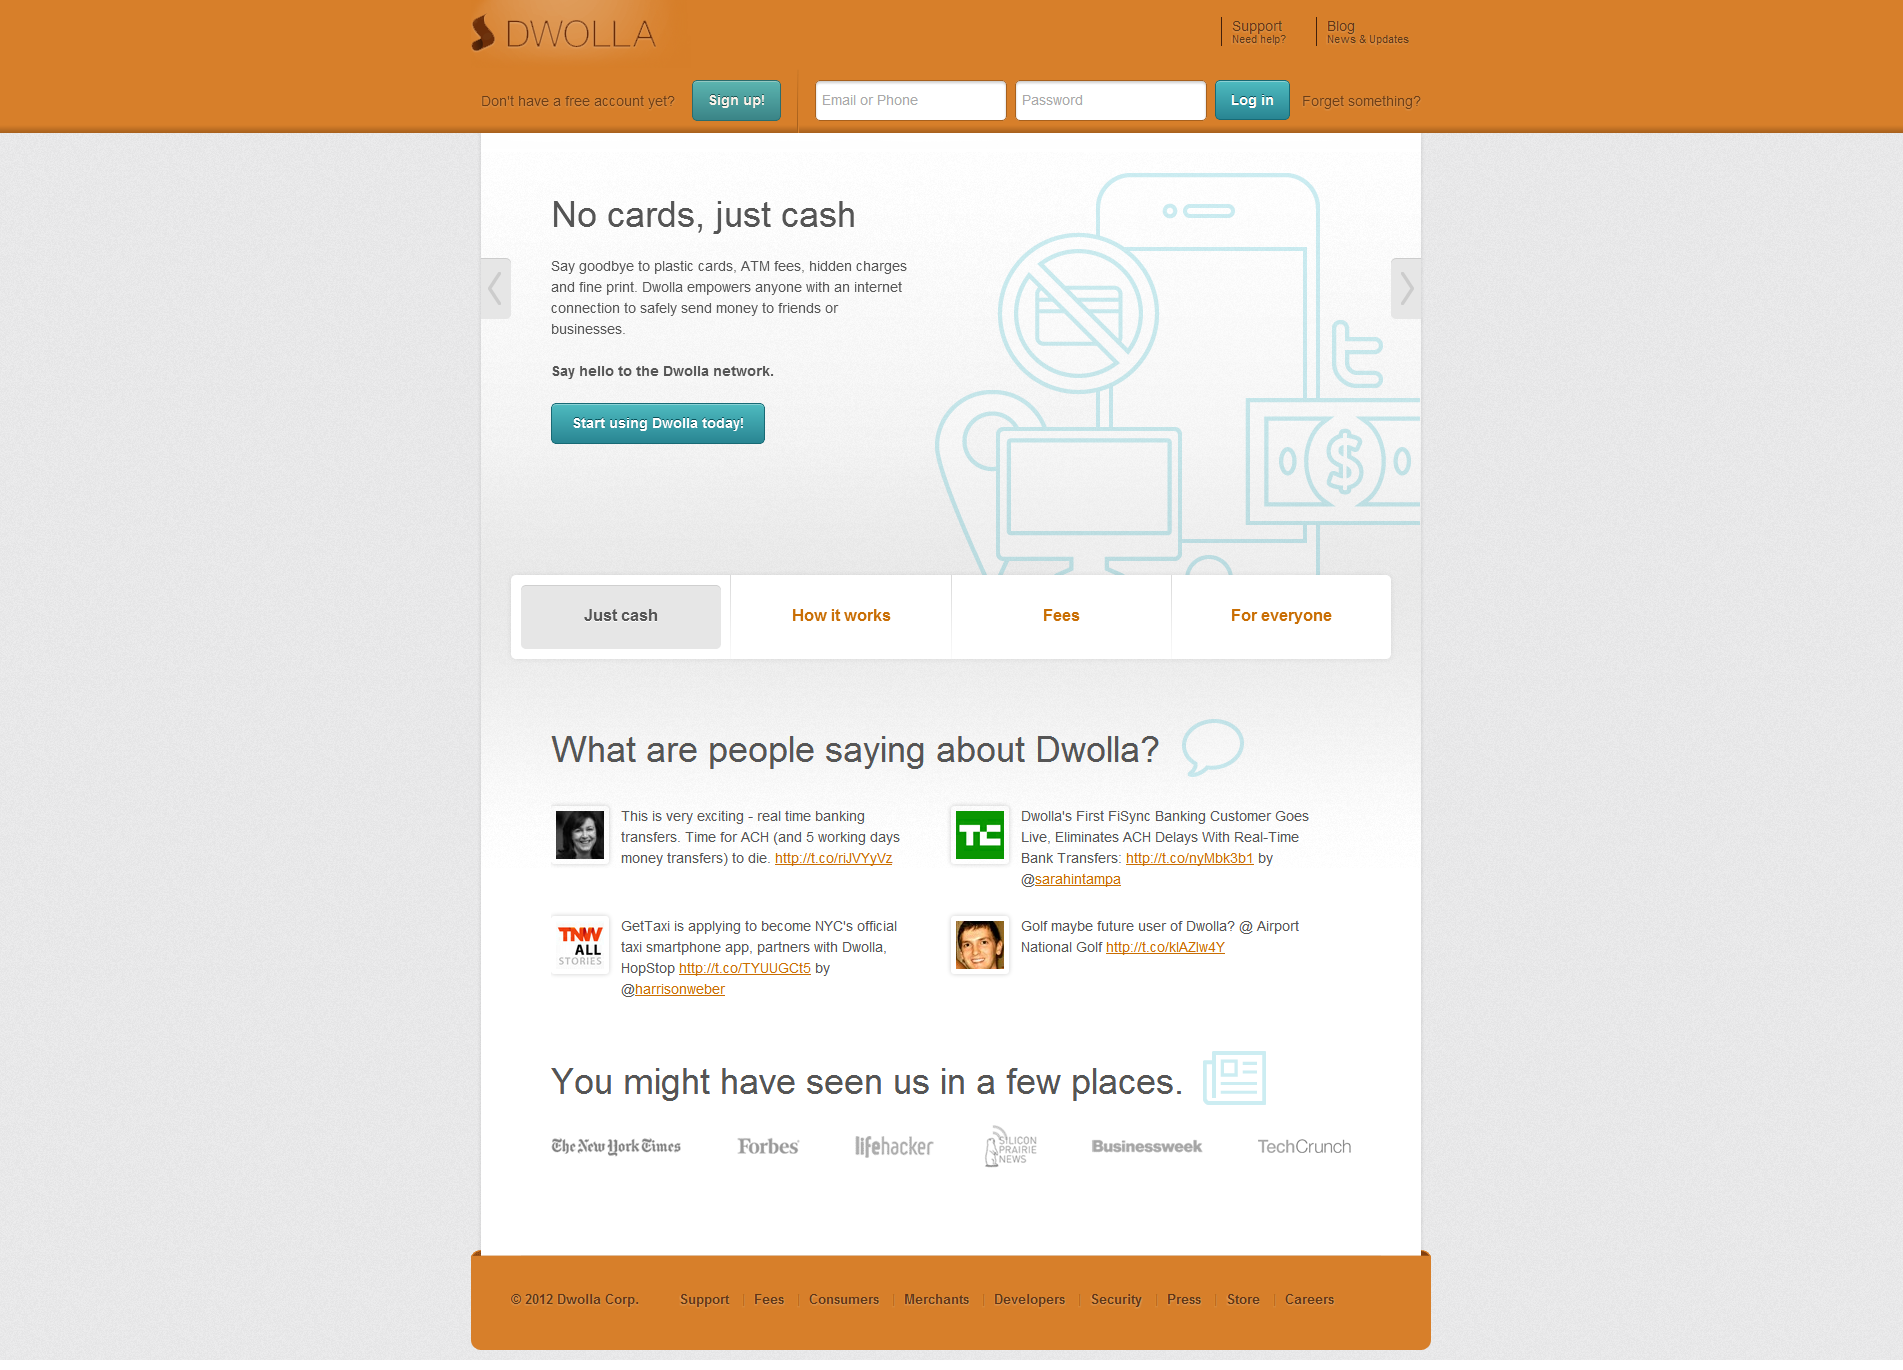 DWOLLA
Support
Need help?
Blog
News & Updates
Don't have a free account yet?
Sign up!
Email or Phone
Password
Log in
Forget something?
No cards, just cash
Say goodbye to plastic cards, ATM fees, hidden charges
and fine print. Dwolla empowers anyone with an internet
connection to safely send money to friends or
businesses.
Say hello to the Dwolla network.
Start using Dwolla today!
Just cash
How it works
Fees
For everyone
What are people saying about Dwolla?
This is very exciting - real time banking
transfers. Time for ACH (and 5 working days
money transfers) to die. http://t.co/riJVYyVz
TC
Dwolla's First FiSync Banking Customer Goes
Live, Eliminates ACH Delays With Real-Time
Bank Transfers: http://t.co/nyMbk3b1 by
@sarahintampa
TNW
ALL
STORIES
GetTaxi is applying to become NYC's official
taxi smartphone app, partners with Dwolla,
HopStop http://t.co/TYUUGCt5 by
@harrisonweber
Golf maybe future user of Dwolla? @ Airport
National Golf http://t.co/klAZlw4Y
You might have seen us in a few places.
The New York Times
Forbes
lifehacker
SILICON
PRAIRIE
NEWS
Businessweek
TechCrunch
© 2012 Dwolla Corp.
Support
Fees
Consumers
Merchants
Developers
Security
Press
Store
Careers